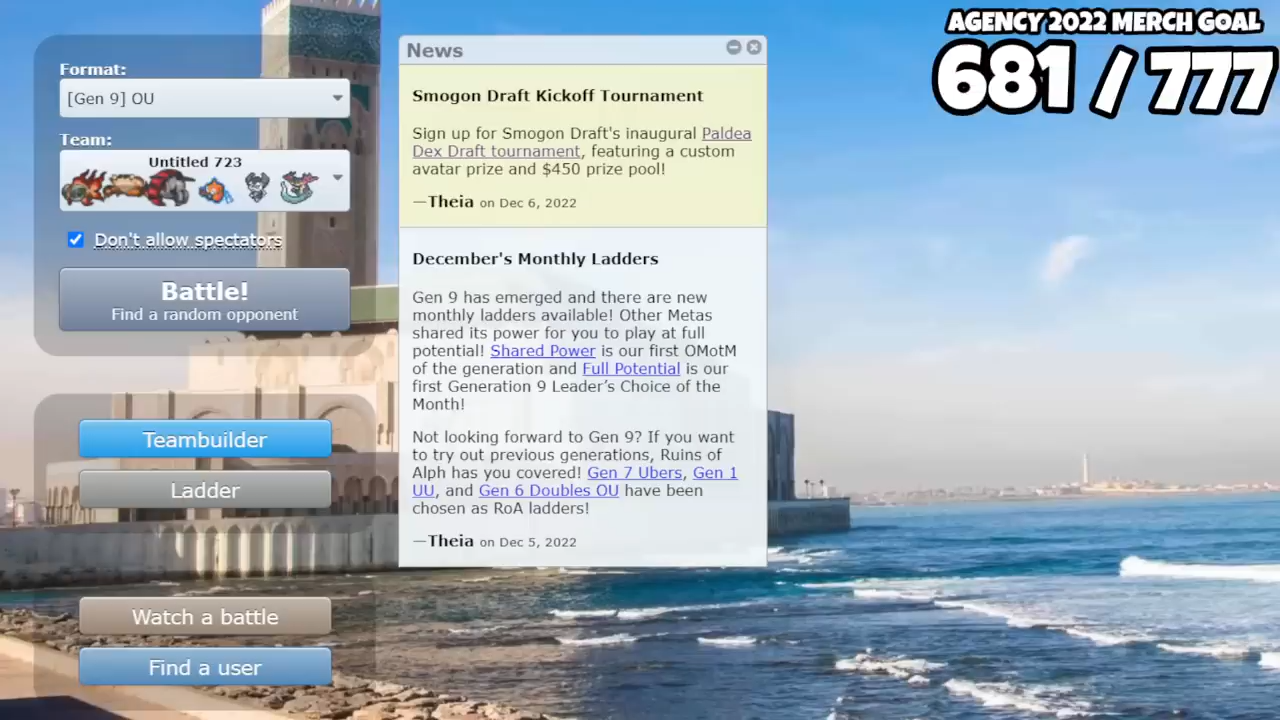 AGENCY 2022 MERCH GOAL
681 / 777
Format:
[Gen 9] OU
Team:
Untitled 723
Don't allow spectators
Battle!
Find a random opponent
Teambuilder
Ladder
Watch a battle
Find a user
News
Smogon Draft Kickoff Tournament
Sign up for Smogon Draft's inaugural Paldea
Dex Draft tournament, featuring a custom
avatar prize and $450 prize pool!
—Theia on Dec 6, 2022
December's Monthly Ladders
Gen 9 has emerged and there are new
monthly ladders available! Other Metas
shared its power for you to play at full
potential! Shared Power is our first OMotM
of the generation and Full Potential is our
first Generation 9 Leader’s Choice of the
Month!
Not looking forward to Gen 9? If you want
to try out previous generations, Ruins of
Alph has you covered! Gen 7 Ubers, Gen 1
UU, and Gen 6 Doubles OU have been
chosen as RoA ladders!
—Theia on Dec 5, 2022